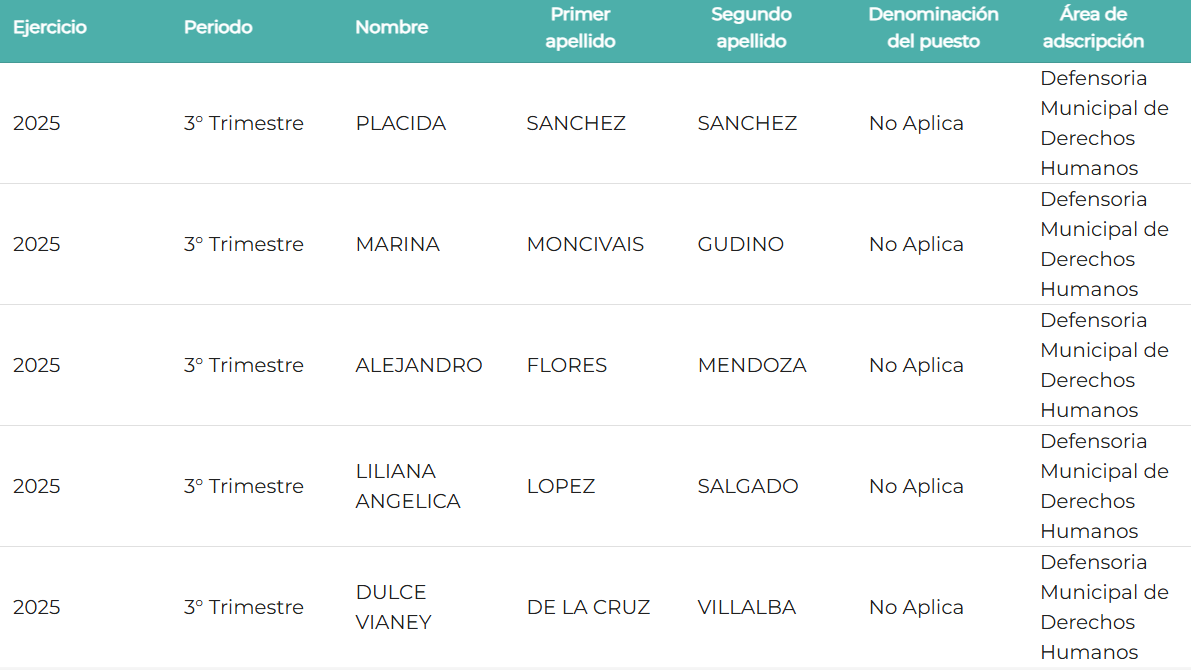 Ejercicio Periodo Nombre Primer apellido Segundo apellido Denominación del puesto Área de adscripción
2025 3° Trimestre PLACIDA SANCHEZ SANCHEZ No Aplica Defensoria Municipal de Derechos Humanos
2025 3° Trimestre MARINA MONCIVAIS GUDINO No Aplica Defensoria Municipal de Derechos Humanos
2025 3° Trimestre ALEJANDRO FLORES MENDOZA No Aplica Defensoria Municipal de Derechos Humanos
2025 3° Trimestre LILIANA ANGELICA LOPEZ SALGADO No Aplica Defensoria Municipal de Derechos Humanos
2025 3° Trimestre DULCE VIANEY DE LA CRUZ VILLALBA No Aplica Defensoria Municipal de Derechos Humanos